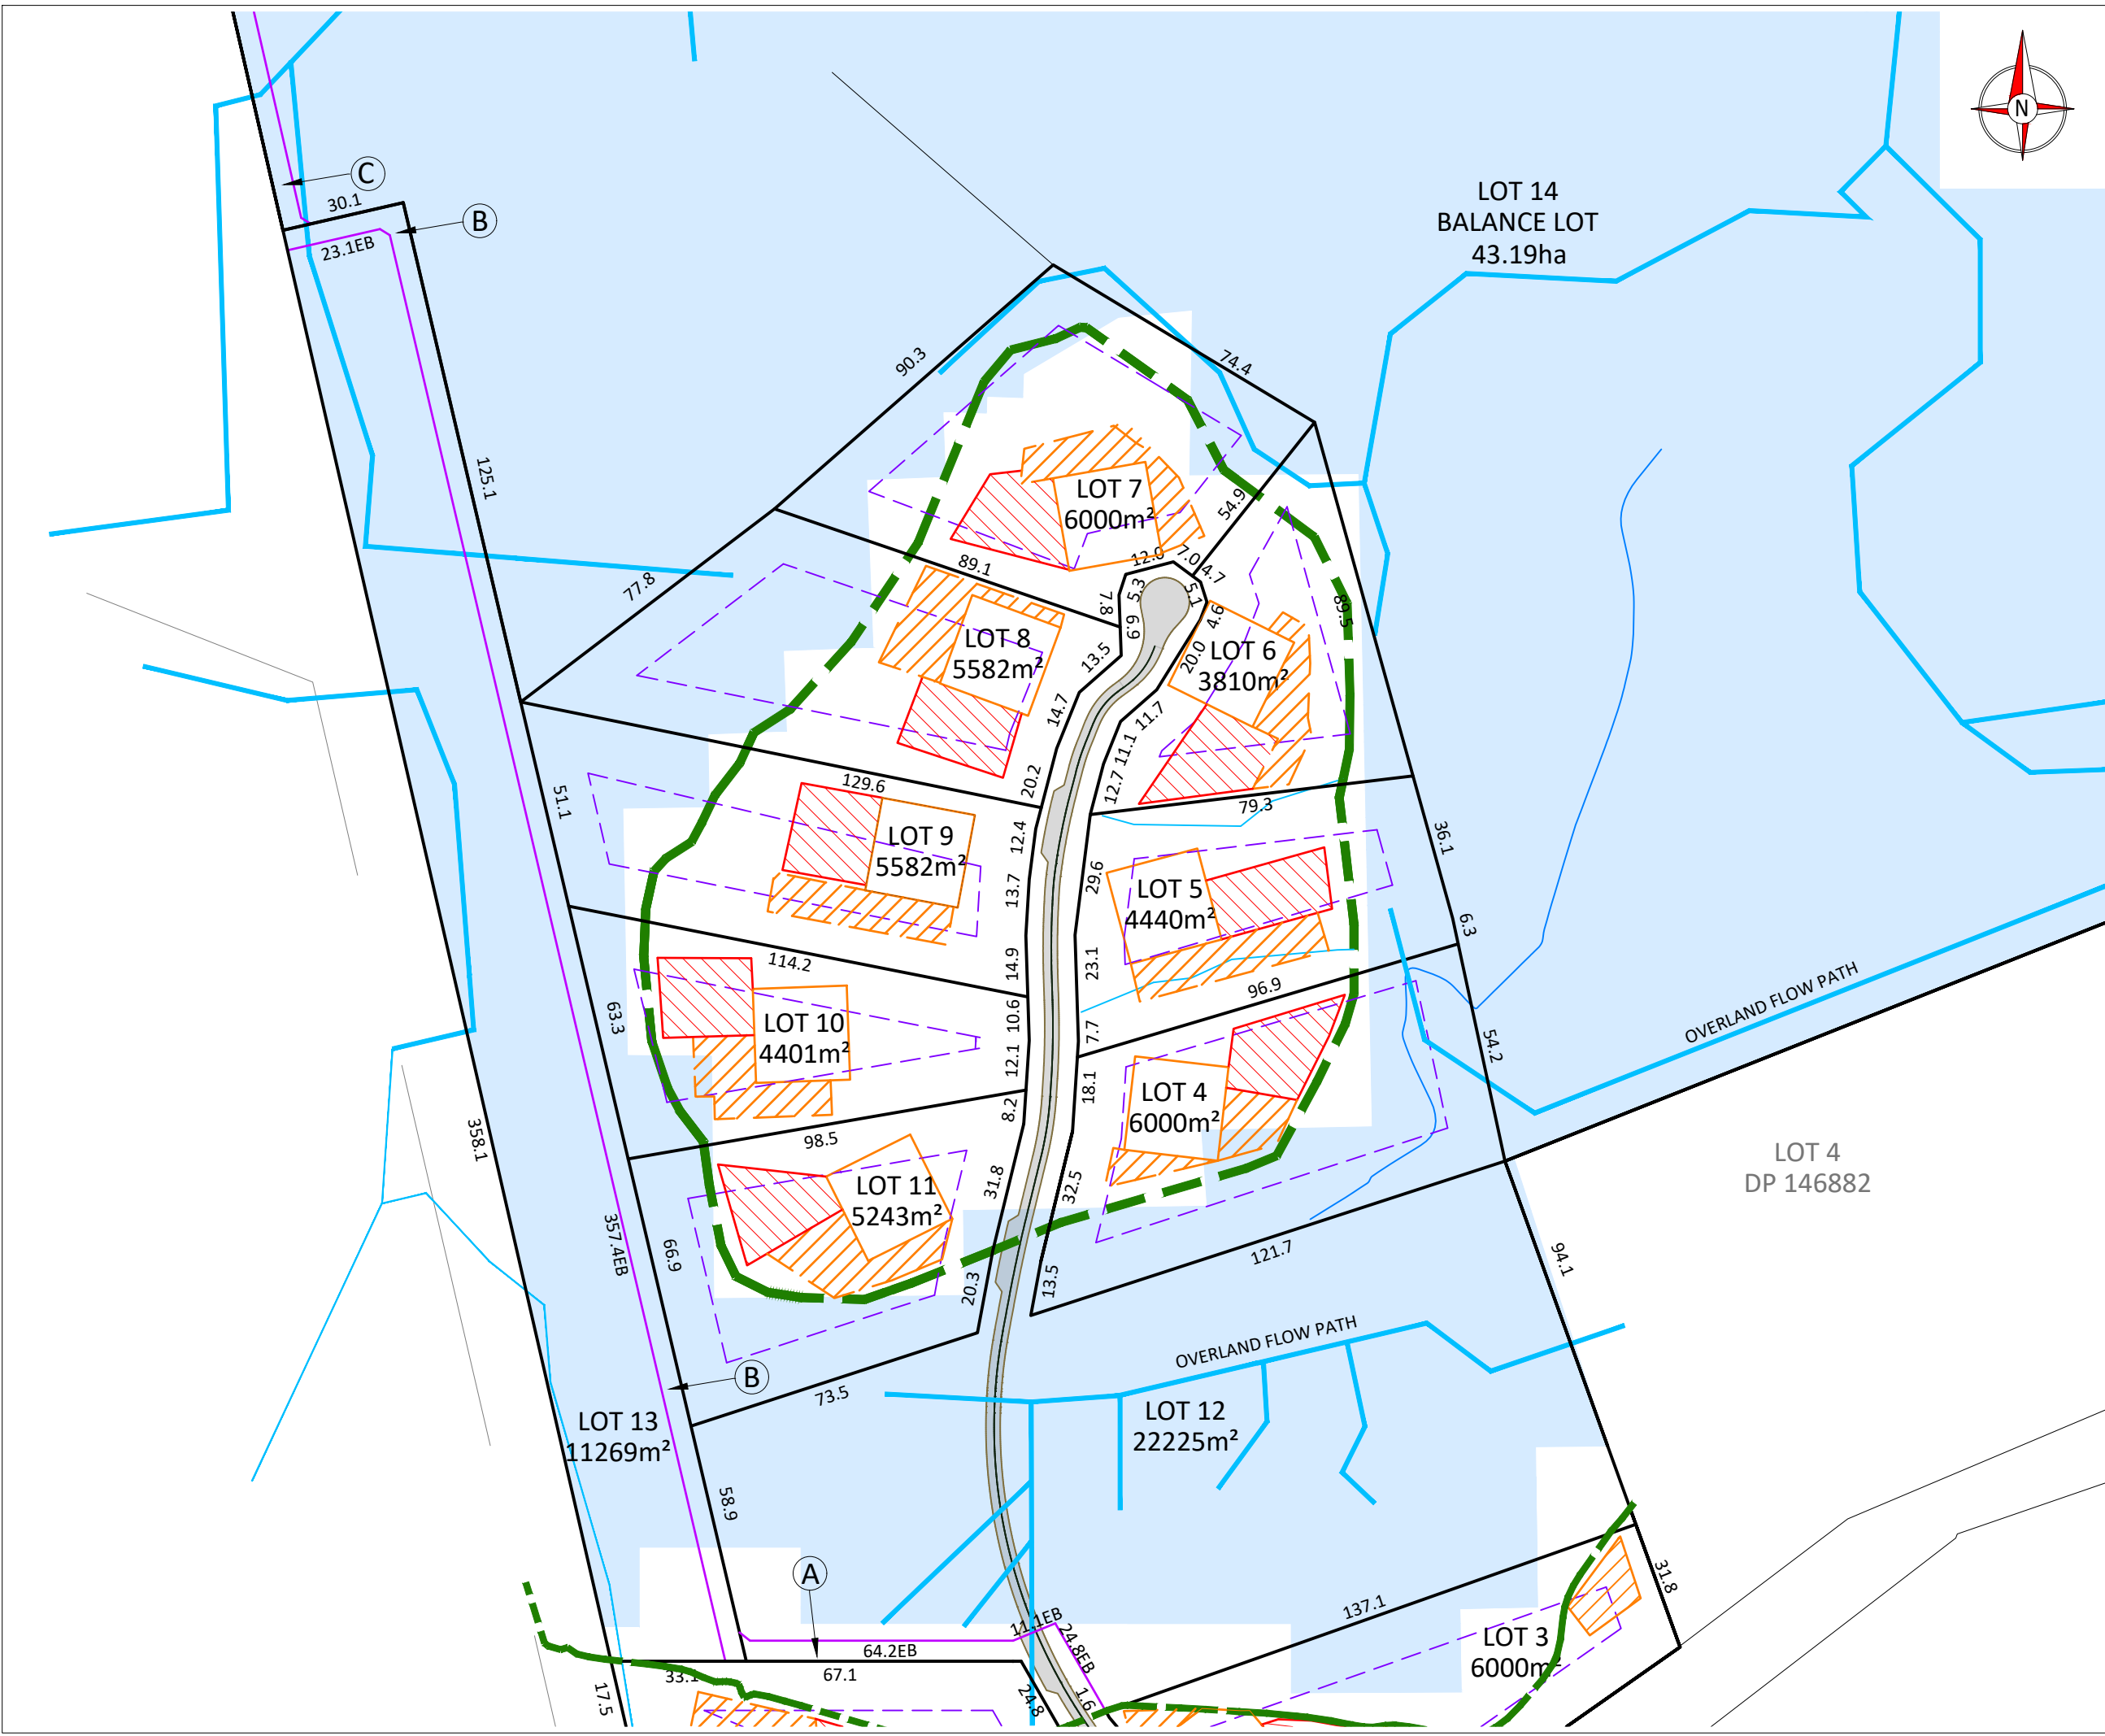 N
C
30.1
B
23.1EB
LOT 14
BALANCE LOT
43.19ha
90.3
74.4
125.1
LOT 7
6000m²
54.9
12.8
7.0
4.7
89.1
5.3
5.1
7.8
6.9
4.6
77.8
89.5
LOT 8
5582m²
13.5
20.0
LOT 6
3810m²
14.7
11.7
11.1
20.2
12.7
129.6
79.3
51.1
LOT 9
5582m²
12.4
36.1
13.7
29.6
LOT 5
4440m²
6.3
114.2
14.9
23.1
96.9
OVERLAND FLOW PATH
63.3
LOT 10
4401m²
10.6
7.7
54.2
12.1
18.1
LOT 4
6000m²
8.2
358.1
98.5
LOT 4
DP 146882
LOT 11
5243m²
31.8
32.5
357.4EB
66.9
121.7
94.1
20.3
13.5
OVERLAND FLOW PATH
B
73.5
LOT 13
11269m²
LOT 12
22225m²
58.9
A
137.1
31.8
11.1EB
64.2EB
24.8EB
LOT 3
6000m²
33.1
67.1
17.5
24.8
1.6